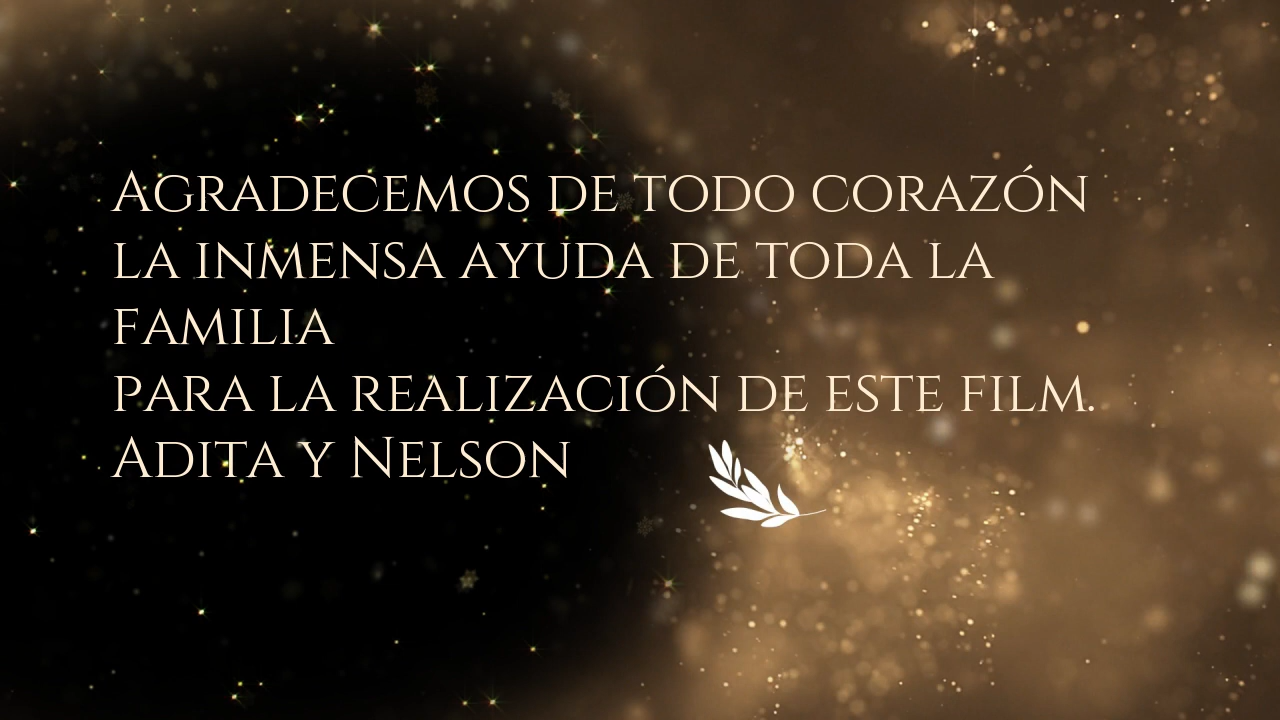 Agradecemos de todo corazón
la inmensa ayuda de toda la
familia
para la realización de este film.
Adita y Nelson